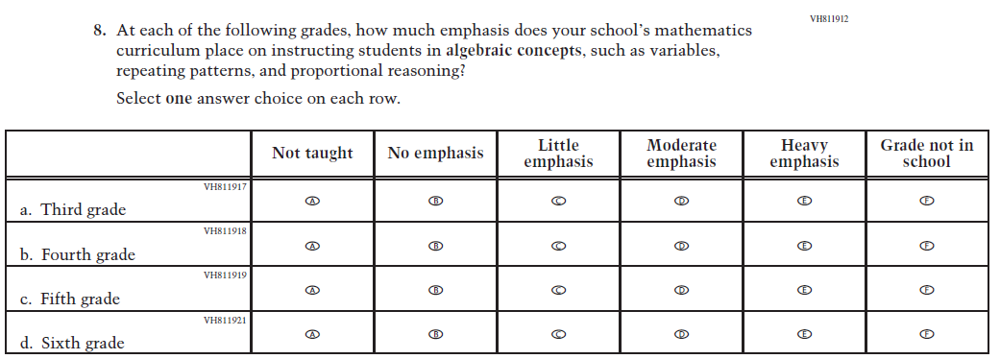 VH811912
8. At each of the following grades, how much emphasis does your school's mathematics
curriculum place on instructing students in algebraic concepts, such as variables,
repeating patterns, and proportional reasoning?
Select one answer choice on each row.
Not taught No emphasis Little emphasis Moderate emphasis Heavy emphasis Grade not in school
VH811917
a. Third grade A B C D E F
VH811918
b. Fourth grade A B C D E F
VH811919
c. Fifth grade A B C D E F
VH811921
d. Sixth grade A B C D E F